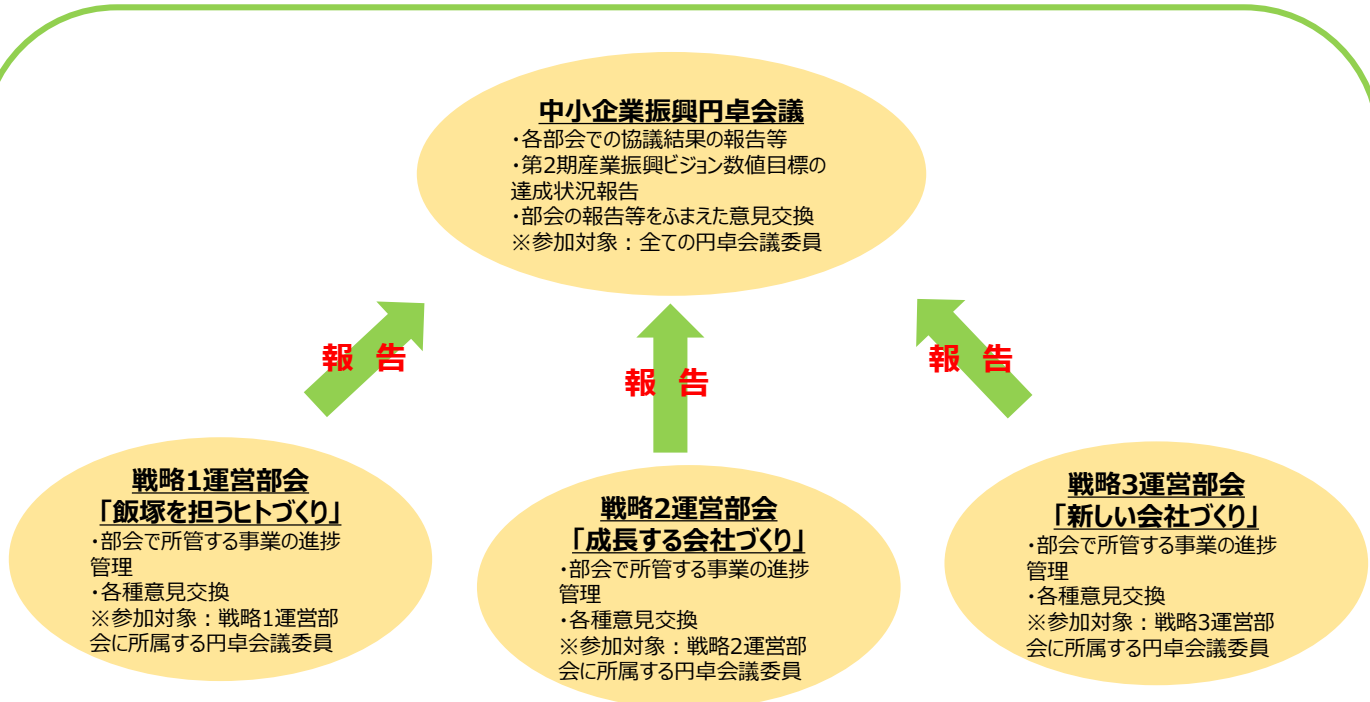 中小企業振興円卓会議
・各部会での協議結果の報告等
・第2期産業振興ビジョン数値目標の
達成状況報告
・部会の報告等をふまえた意見交換
※参加対象：全ての円卓会議委員
報 告
報 告
報 告
戦略1運営部会
「飯塚を担うヒトづくり」
・部会で所管する事業の進捗
管理
・各種意見交換
※参加対象：戦略1運営部
会に所属する円卓会議委員
戦略2運営部会
「成長する会社づくり」
・部会で所管する事業の進捗
管理
・各種意見交換
※参加対象：戦略2運営部
会に所属する円卓会議委員
戦略3運営部会
「新しい会社づくり」
・部会で所管する事業の進捗
管理
・各種意見交換
※参加対象：戦略3運営部
会に所属する円卓会議委員